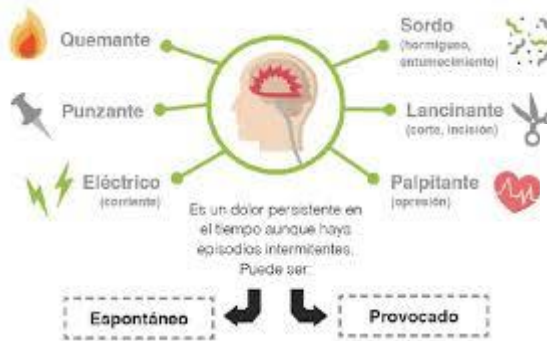 Quemante
Punzante
Eléctrico
(corriente)
Sordo
(hormigueo,
entumecimiento)
Lancinante
(corte, incisión)
Palpitante
(opresión)
Es un dolor persistente en
el tiempo aunque haya
episodios intermitentes.
Puede ser:
Espontáneo
Provocado